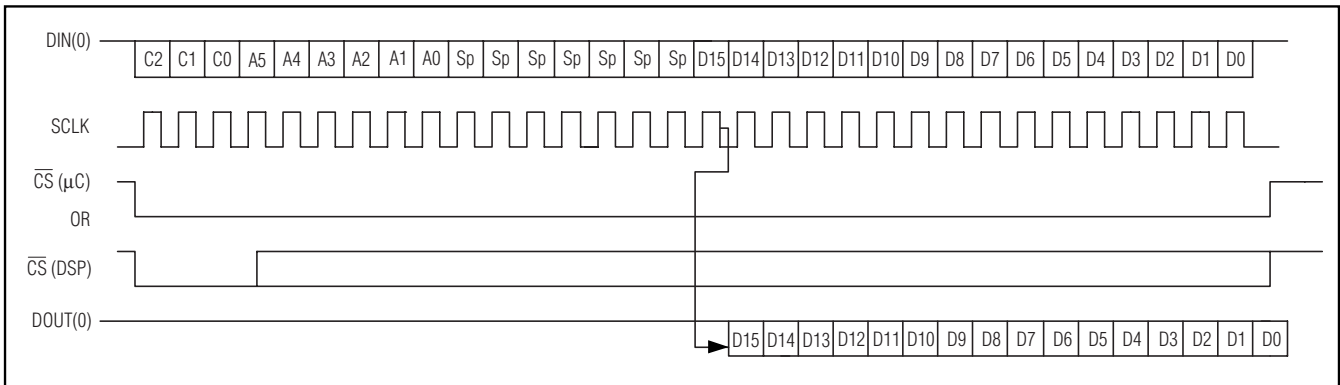 DIN(0)
C2 C1 C0 A5 A4 A3 A2 A1 A0 Sp Sp Sp Sp Sp Sp Sp D15 D14 D13 D12 D11 D10 D9 D8 D7 D6 D5 D4 D3 D2 D1 D0
SCLK
CS (μC)
OR
CS (DSP)
DOUT(0)
D15 D14 D13 D12 D11 D10 D9 D8 D7 D6 D5 D4 D3 D2 D1 D0